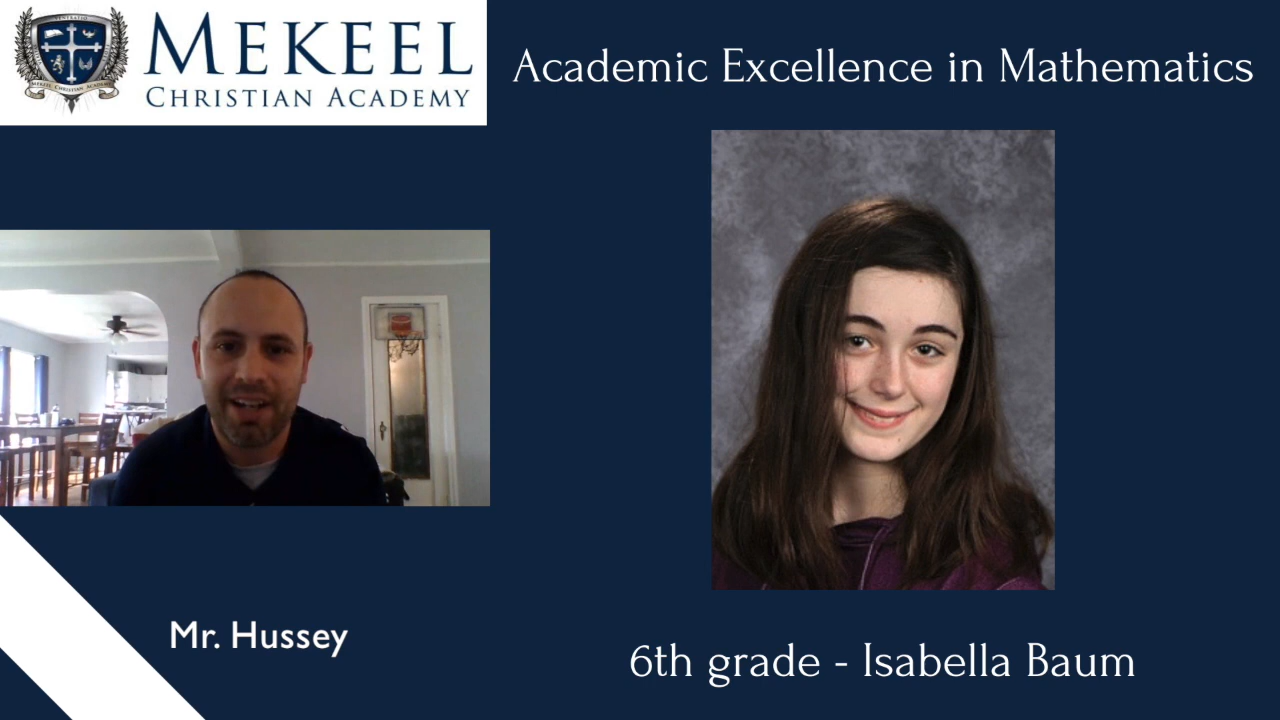 MEKEEL
CHRISTIAN ACADEMY
Academic Excellence in Mathematics
Mr. Hussey
6th grade - Isabella Baum